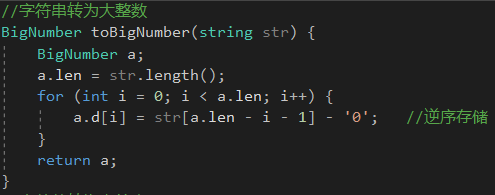 //字符串转为大整数
BigNumber toBigNumber(string str) {
    BigNumber a;
    a.len = str.length();
    for (int i = 0; i < a.len; i++) {
        a.d[i] = str[a.len - i - 1] - '0';   //逆序存储
    }
    return a;
}